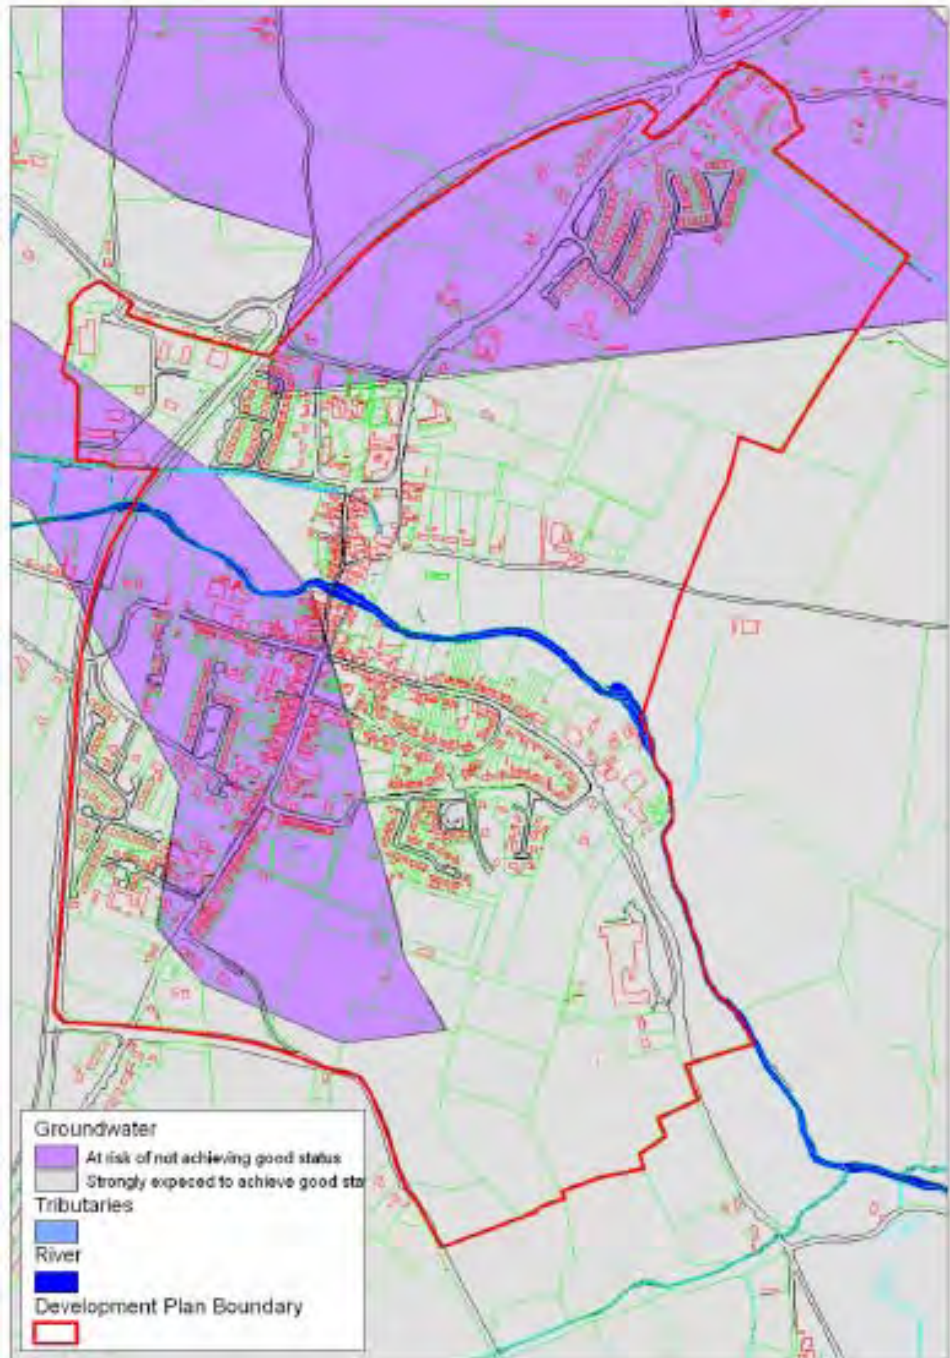 Groundwater
At risk of not achieving good status
Strongly expeced to achieve good sta
Tributaries
River
Development Plan Boundary